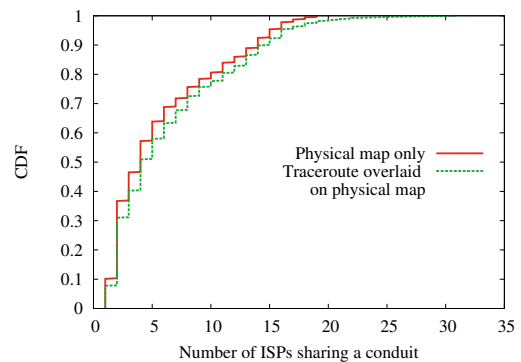 1
0.9
0.8
0.7
0.6
0.5
0.4
0.3
0.2
0.1
0
CDF
Physical map only
Traceroute overlaid
on physical map
0 5 10 15 20 25 30 35
Number of ISPs sharing a conduit